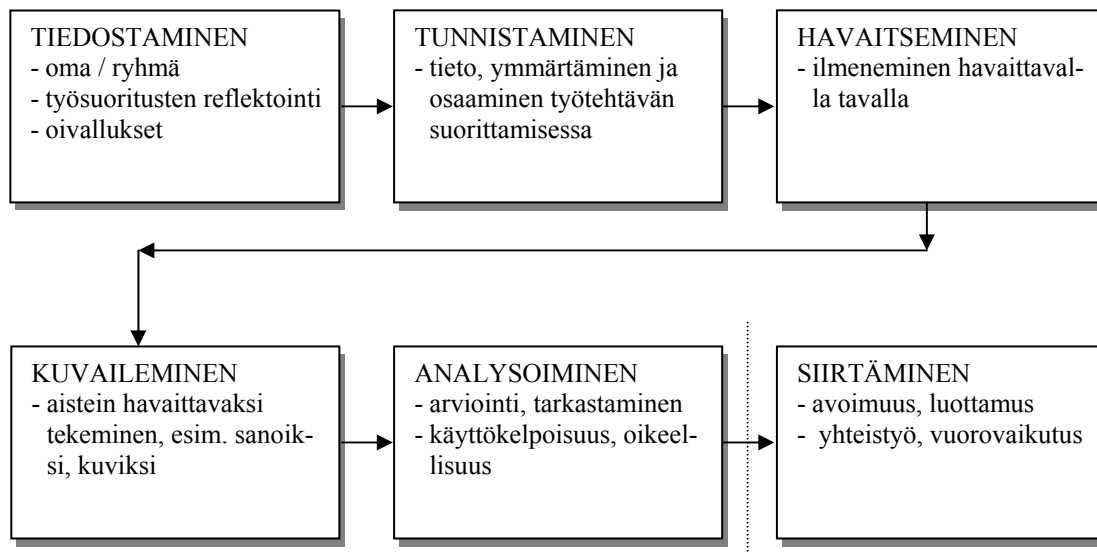 TIEDOSTAMINEN
- oma / ryhmä
- työsuoritusten reflektointi
- oivallukset
TUNNISTAMINEN
- tieto, ymmärtäminen ja
osaaminen työtehtävän
suorittamisessa
HAVAITSEMINEN
- ilmeneminen havaittaval-
la tavalla
KUVAILEMINEN
- aistein havaittavaksi
tekeminen, esim. sanoik-
si, kuviksi
ANALYSOIMINEN
- arviointi, tarkastaminen
- käyttökelpoisuus, oikeel-
lisuus
SIIRTÄMINEN
- avoimuus, luottamus
- yhteistyö, vuorovaikutus